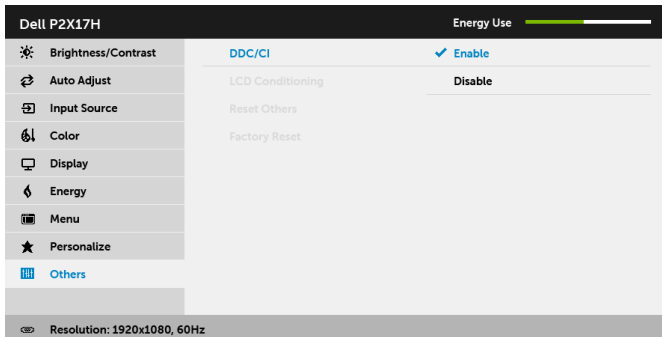 Dell P2X17H Energy Use
Brightness/Contrast DDC/CI Enable
Auto Adjust LCD Conditioning Disable
Input Source Reset Others
Color Factory Reset
Display
Energy
Menu
Personalize
Others
Resolution: 1920x1080, 60Hz